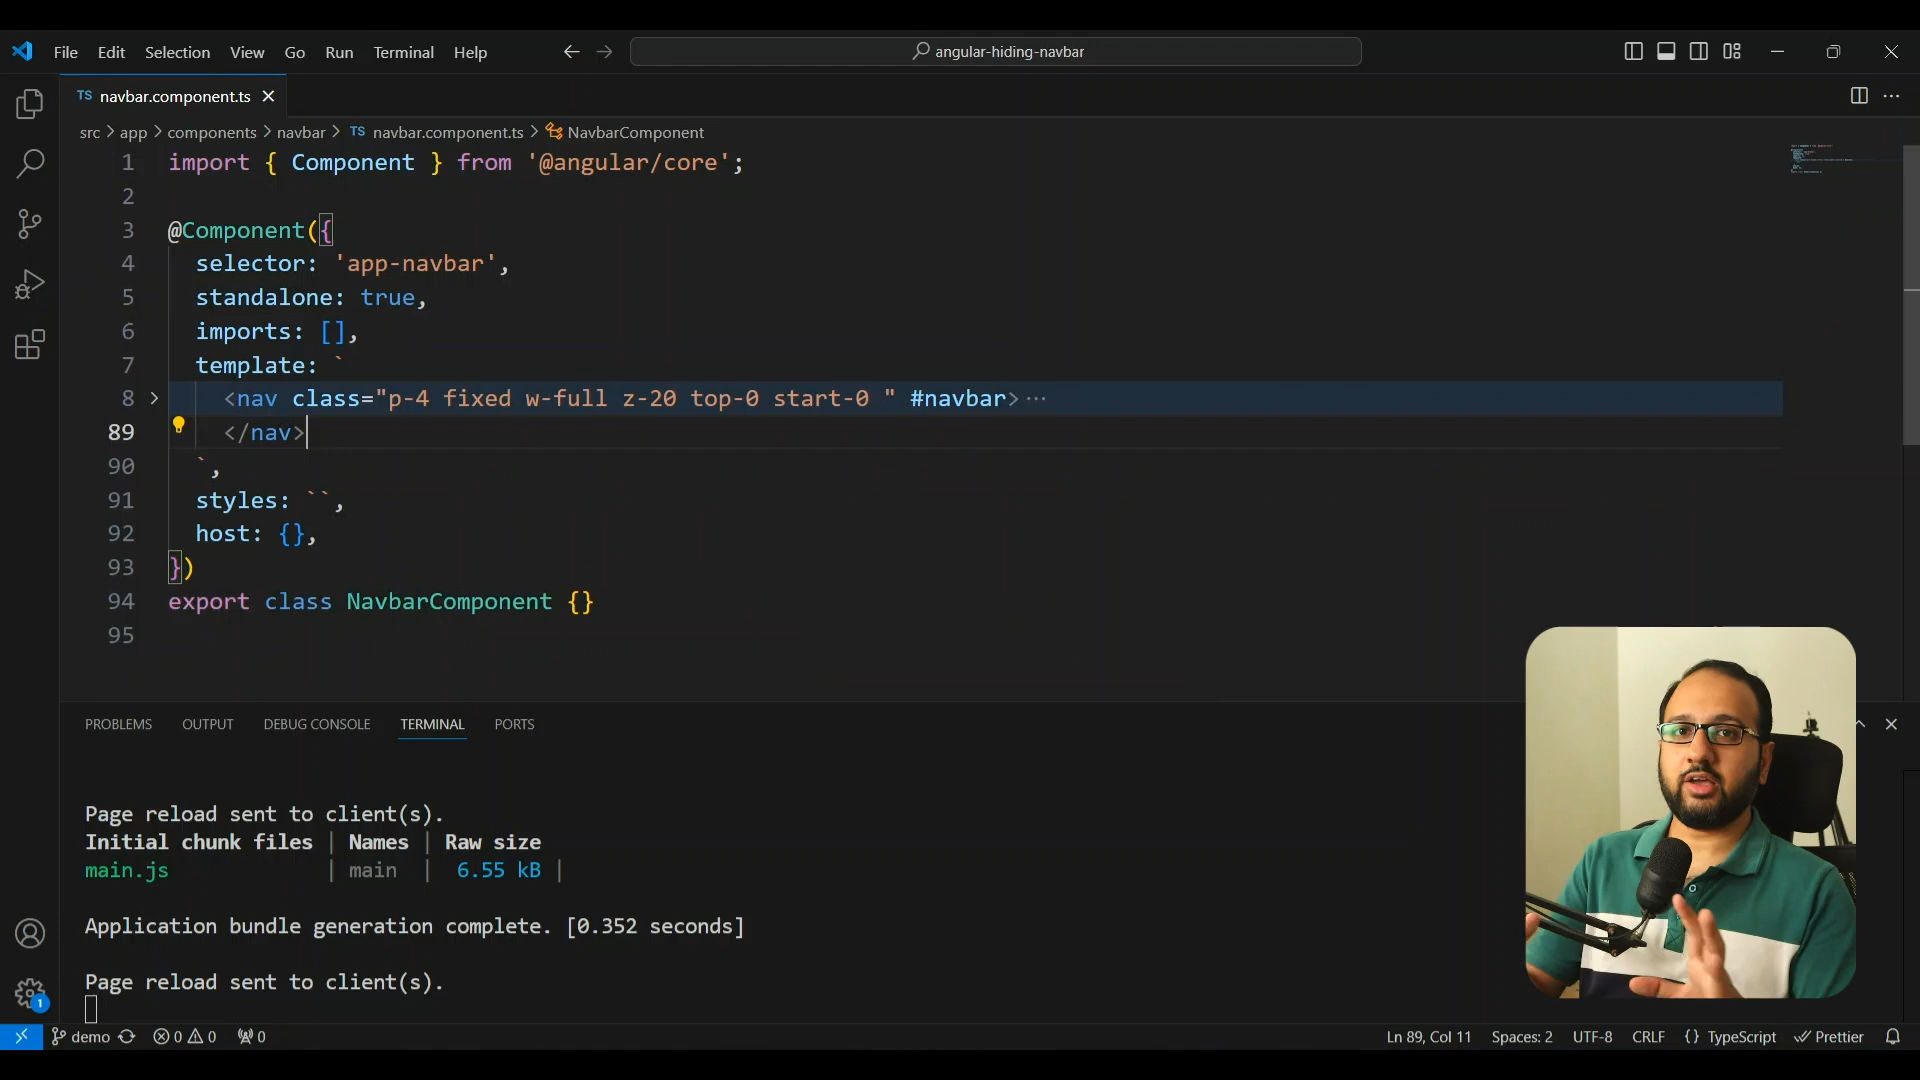 File Edit Selection View Go Run Terminal Help angular-hiding-navbar
TS navbar.component.ts
src > app > components > navbar > TS navbar.component.ts > NavbarComponent
1 import { Component } from '@angular/core';
2
3 @Component({
4 selector: 'app-navbar',
5 standalone: true,
6 imports: [],
7 template: `
8 <nav class="p-4 fixed w-full z-20 top-0 start-0 " #navbar>···
89 </nav>
90 `,
91 styles: ``,
92 host: {},
93 })
94 export class NavbarComponent {}
95
PROBLEMS OUTPUT DEBUG CONSOLE TERMINAL PORTS
Page reload sent to client(s).
Initial chunk files | Names | Raw size
main.js | main | 6.55 kB |
Application bundle generation complete. [0.352 seconds]
Page reload sent to client(s).
1
demo 0 0 0 Ln 89, Col 11 Spaces: 2 UTF-8 CRLF {} TypeScript Prettier